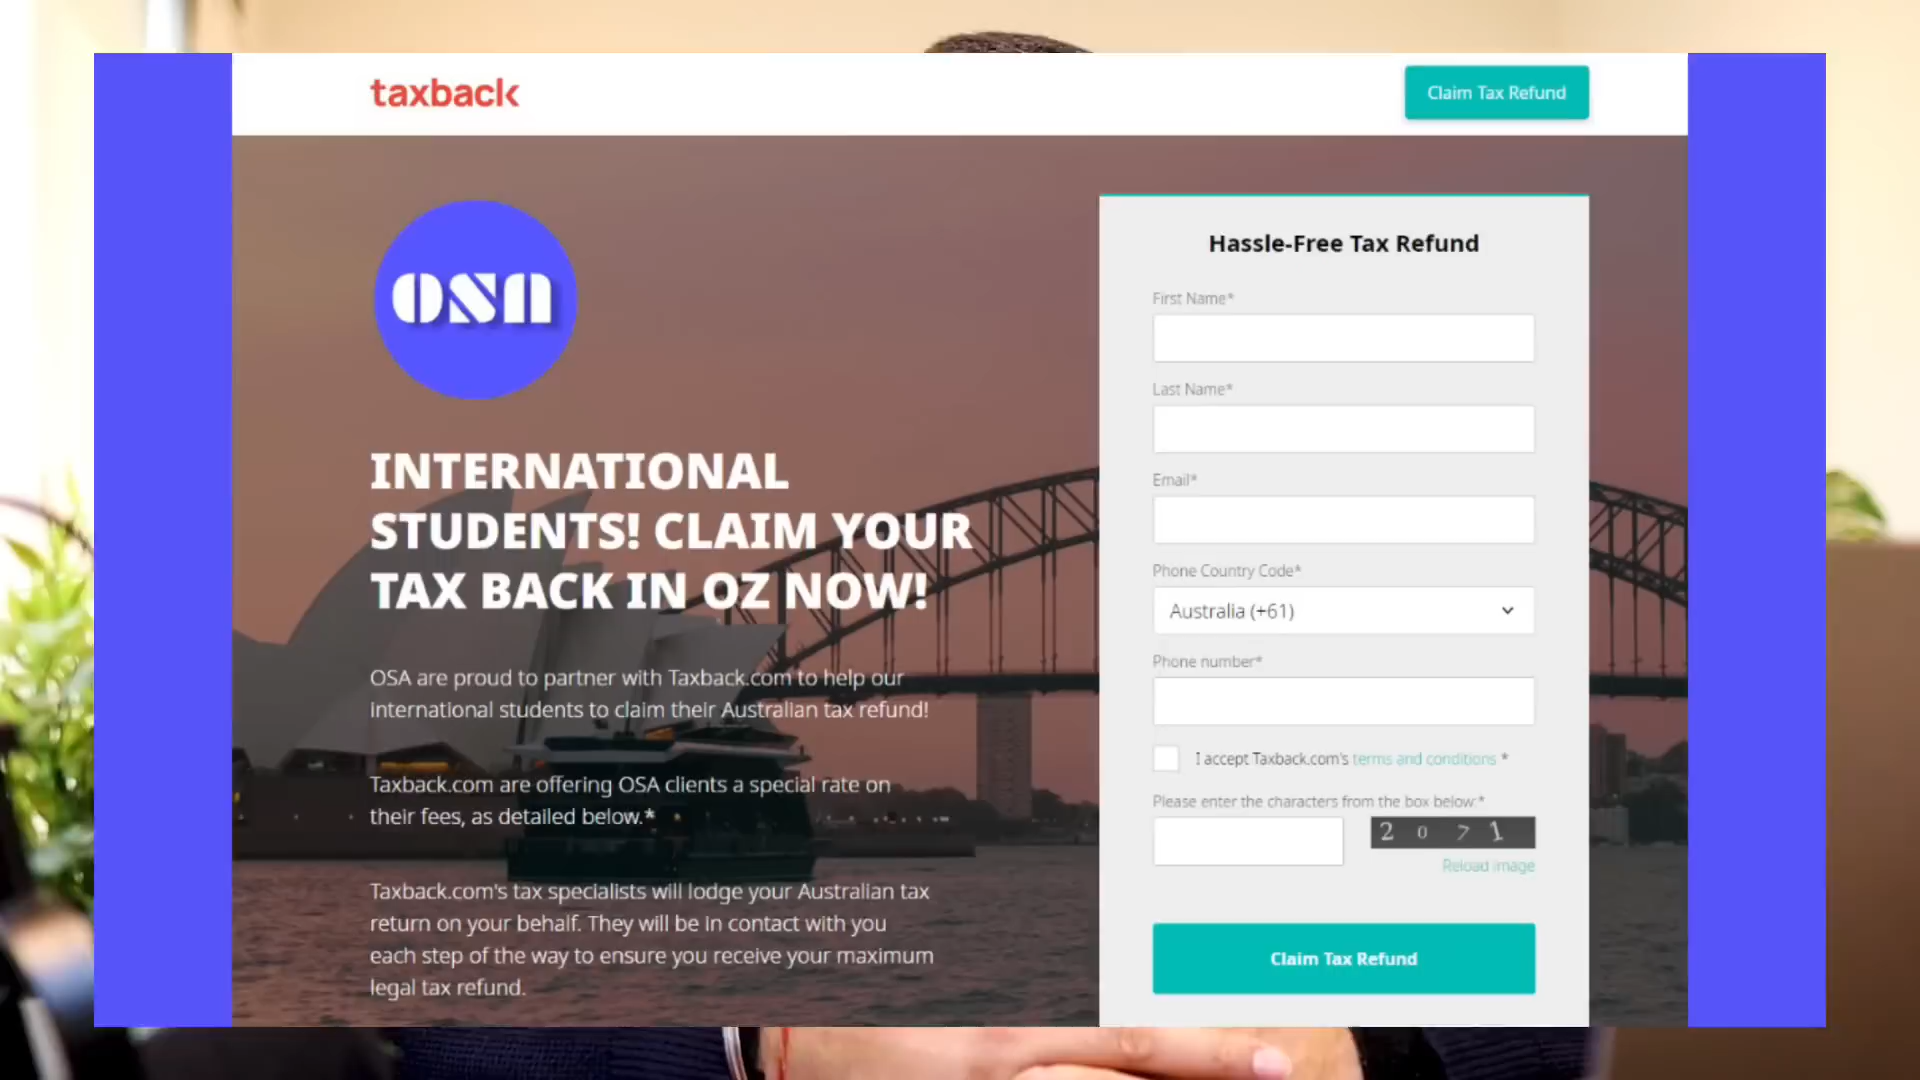 taxback
Claim Tax Refund
OSA
INTERNATIONAL
STUDENTS! CLAIM YOUR
TAX BACK IN OZ NOW!
OSA are proud to partner with Taxback.com to help our
international students to claim their Australian tax refund!
Taxback.com are offering OSA clients a special rate on
their fees, as detailed below.*
Taxback.com's tax specialists will lodge your Australian tax
return on your behalf. They will be in contact with you
each step of the way to ensure you receive your maximum
legal tax refund.
Hassle-Free Tax Refund
First Name*
Last Name*
Email*
Phone Country Code*
Australia (+61)
Phone number*
I accept Taxback.com's terms and conditions *
Please enter the characters from the box below:*
2 0 7 1
Reload image
Claim Tax Refund